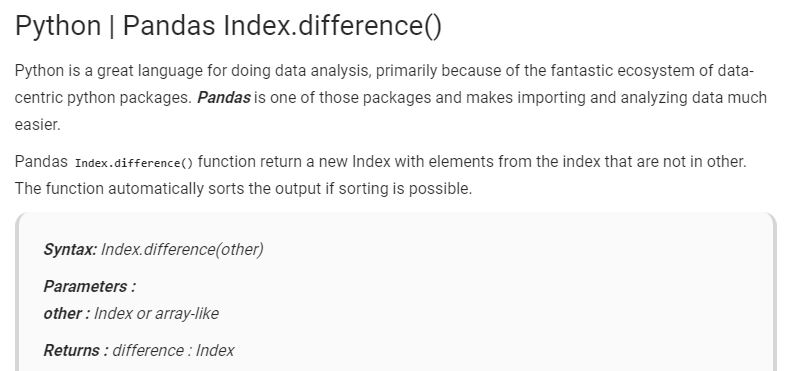 Python | Pandas Index.difference()
Python is a great language for doing data analysis, primarily because of the fantastic ecosystem of data-
centric python packages. Pandas is one of those packages and makes importing and analyzing data much
easier.
Pandas Index.difference() function return a new Index with elements from the index that are not in other.
The function automatically sorts the output if sorting is possible.
Syntax: Index.difference(other)
Parameters :
other : Index or array-like
Returns : difference : Index